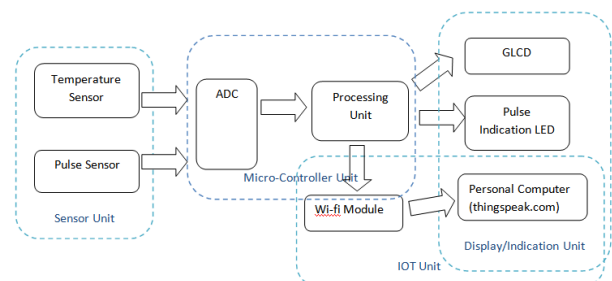 Temperature
Sensor
Pulse Sensor
Sensor Unit
ADC
Processing
Unit
Micro-Controller Unit
Wi-fi Module
IOT Unit
GLCD
Pulse
Indication LED
Personal Computer
(thingspeak.com)
Display/Indication Unit